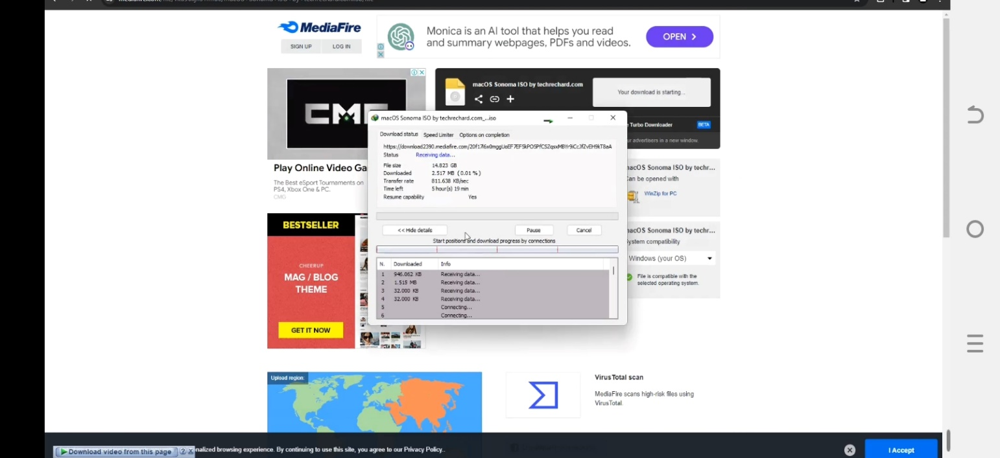 MediaFire
SIGN UP
LOG IN
Monica is an AI tool that helps you read
and summary webpages, PDFs and videos.
OPEN >
macOS Sonoma ISO by techrechard.com
Your download is starting...
Turbo Downloader
BETA
ur advertisers in a new window.
Play Online Video Ga
The Best eSport Tournaments on
PS4, Xbox One & PC.
CMG
macOS Sonoma ISO by techrechard.com_...iso
Download status
Speed Limiter
Options on completion
Status
Receiving data...
File size
14.823 GB
Downloaded
2.517 MB ( 0.01 % )
Transfer rate
811.638 KB/sec
Time left
5 hour(s) 19 min
Resume capability
Yes
<< Hide details
Pause
Cancel
Start positions and download progress by connections
N. Downloaded Info
1 946.062 KB Receiving data...
2 1.515 MB Receiving data...
3 32.000 KB Receiving data...
4 32.000 KB Receiving data...
5 Connecting...
6 Connecting...
acOS Sonoma ISO by techr...
an be opened with
WinZip for PC
acOS Sonoma ISO by techr...
ystem compatibility
Windows (your OS)
File is compatible with the
selected operating system.
BESTSELLER
CHEERUP
MAG / BLOG
THEME
GET IT NOW
Upload region:
VirusTotal scan
MediaFire scans high-risk files using
VirusTotal.
Download video from this page
?
x
nalized browsing experience. By continuing to use this site, you agree to our Privacy Policy..
I Accept